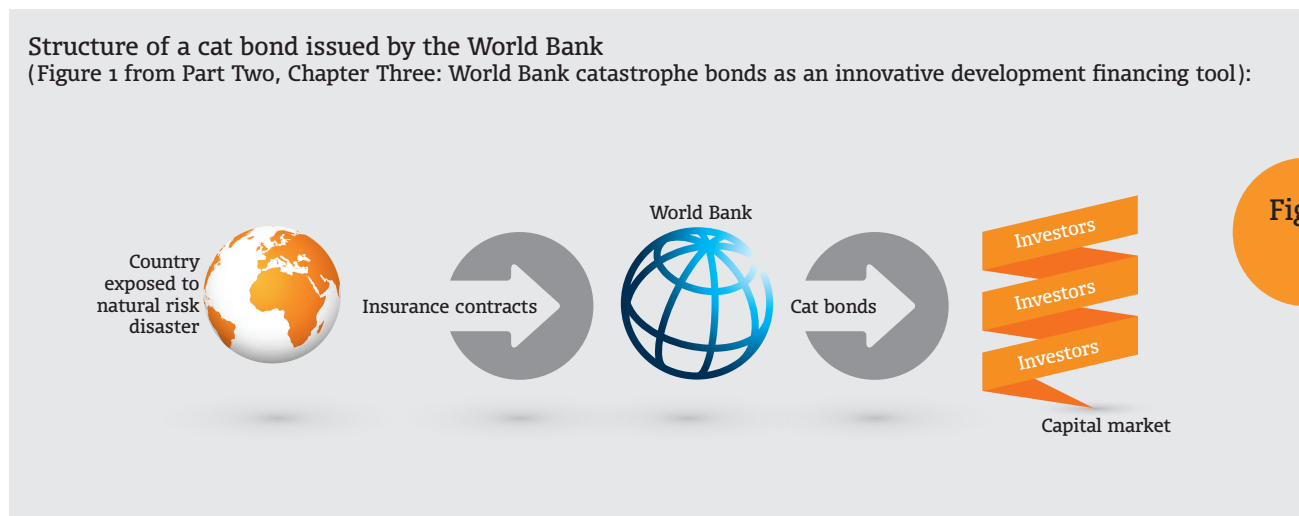 Structure of a cat bond issued by the World Bank
(Figure 1 from Part Two, Chapter Three: World Bank catastrophe bonds as an innovative development financing tool):
Country
exposed to
natural risk
disaster
Insurance contracts
World Bank
Cat bonds
Investors
Investors
Investors
Capital market